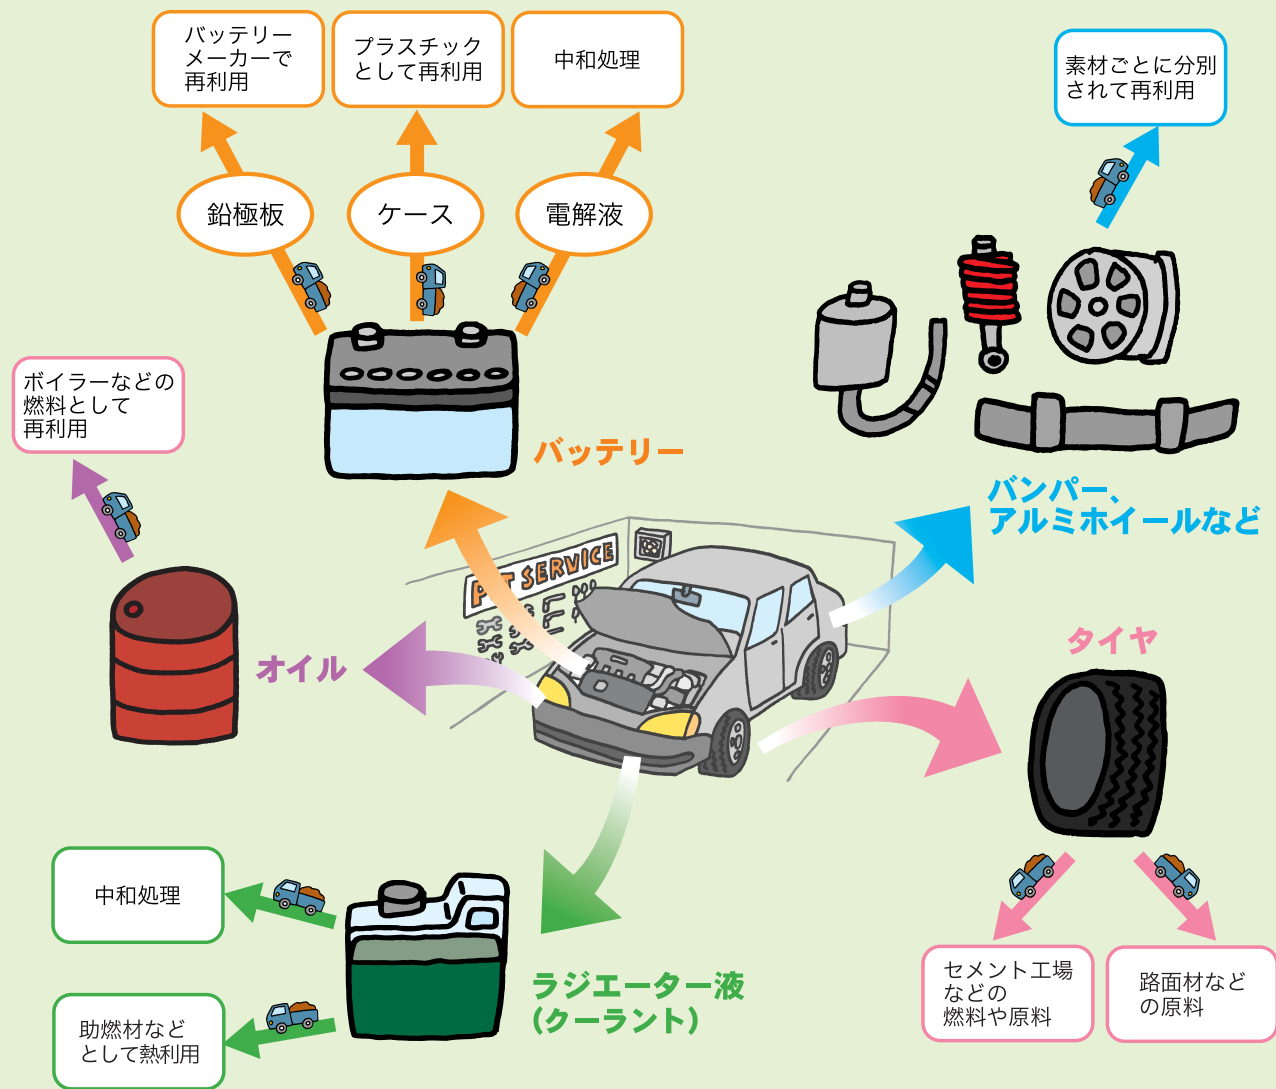 バッテリー
メーカーで
再利用
プラスチック
として再利用
中和処理
素材ごとに分別
されて再利用
鉛極板
ケース
電解液
ボイラーなどの
燃料として
再利用
バッテリー
バンパー、
アルミホイールなど
PIT SERVICE
オイル
タイヤ
中和処理
ラジエーター液
(クーラント)
助燃材など
として熱利用
セメント工場
などの
燃料や原料
路面材など
の原料